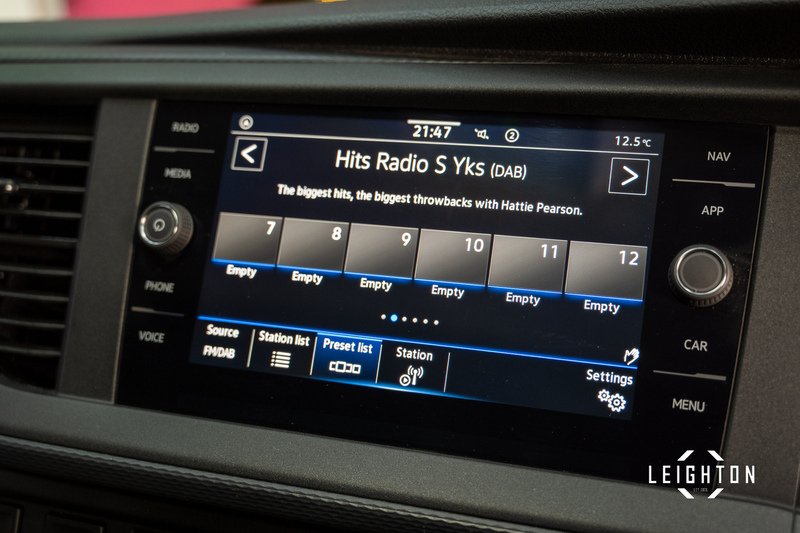 RADIO
MEDIA
PHONE
VOICE
21:47
2
12.5°C
Hits Radio S Yks (DAB)
The biggest hits, the biggest throwbacks with Hattie Pearson.
7 8 9 10 11 12
Empty Empty Empty Empty Empty Empty
Source Station list Preset list Station Settings
FM/DAB
NAV
APP
CAR
MENU
LEIGHTON